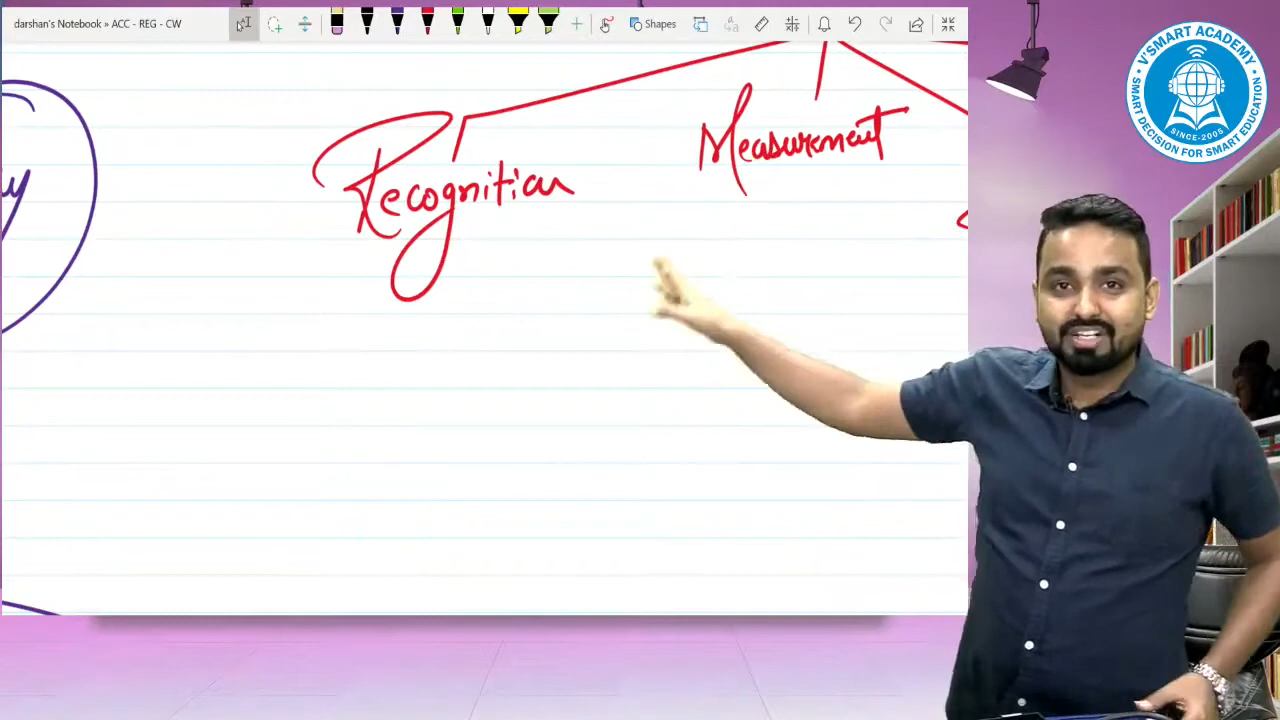 darshan's Notebook » ACC - REG - CW
Shapes
Recognition
Measurement
V'SMART ACADEMY
SINCE-2005
SMART DECISION FOR SMART EDUCATION